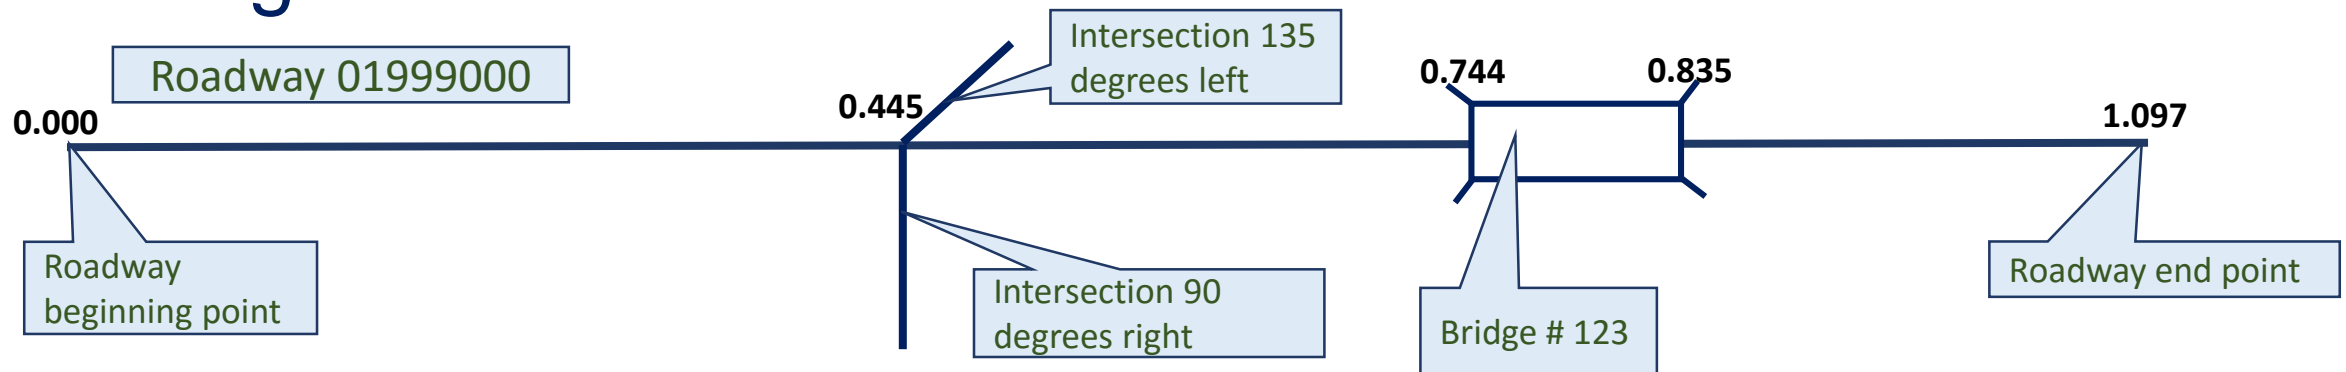 Roadway 01999000
0.000
0.445
Intersection 135
degrees left
0.744
0.835
1.097
Roadway
beginning point
Intersection 90
degrees right
Bridge # 123
Roadway end point